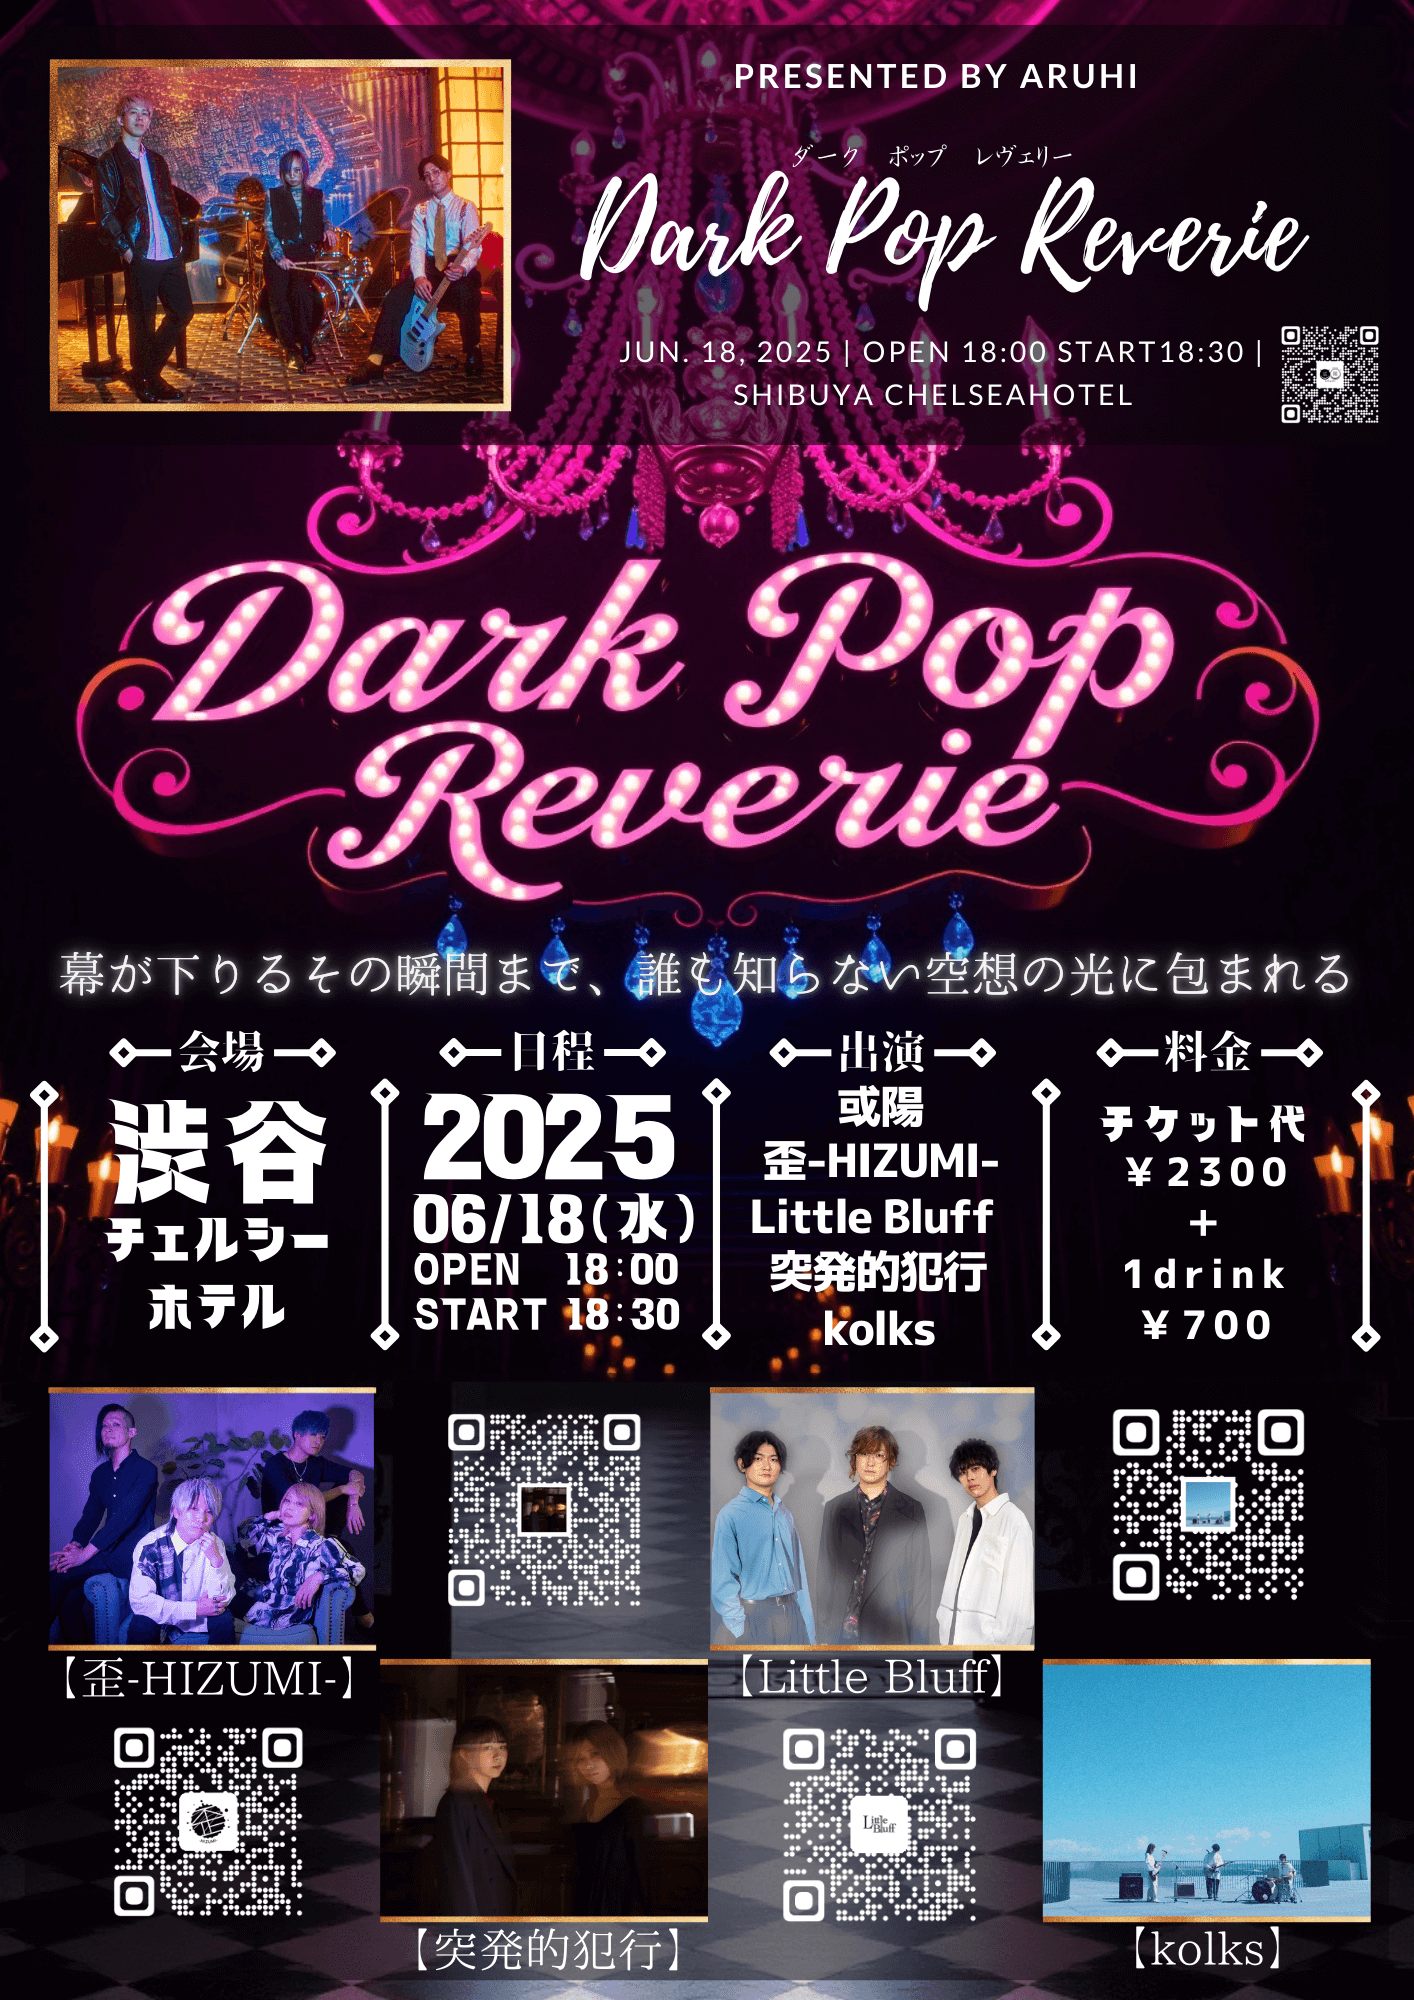 PRESENTED BY ARUHI
ダーク ポップ レヴェリー
Dark Pop Reverie
JUN. 18, 2025 | OPEN 18:00 START18:30 |
SHIBUYA CHELSEAHOTEL
Dark Pop
Reverie
幕が下りるその瞬間まで、誰も知らない空想の光に包まれる
会場
渋谷
チェルシー
ホテル
日程
2025
06/18(水)
OPEN 18:00
START 18:30
出演
或陽
歪-HIZUMI-
Little Bluff
突発的犯行
kolks
料金
チケット代
￥2300
+
1drink
￥700
【歪-HIZUMI-】
HIZUMI
【突発的犯行】
【Little Bluff】
Little
Bluff
【kolks】